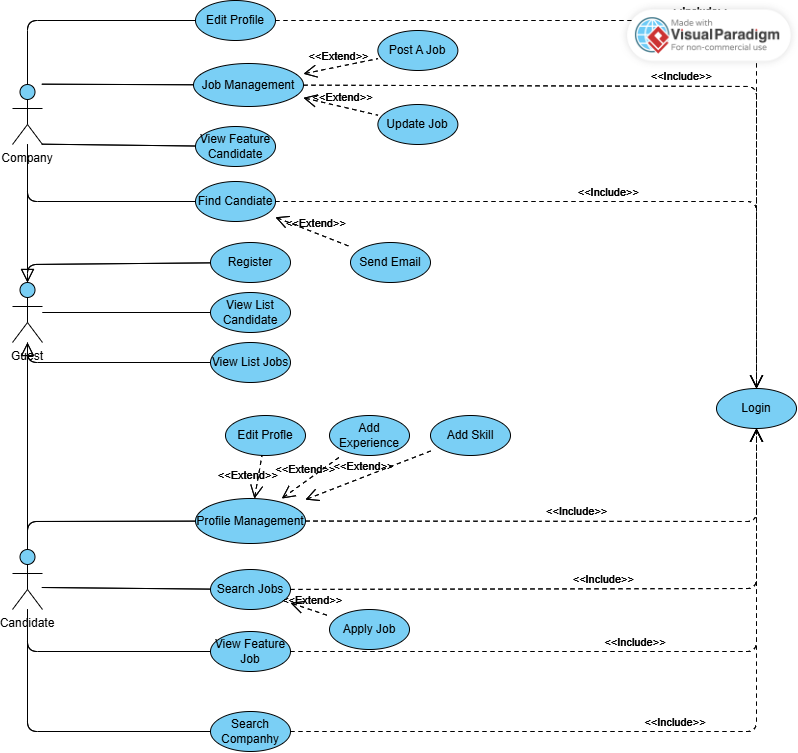 Edit Profile
<<Include>>
Made with
VisualParadigm
For non-commercial use
Post A Job
<<Extend>>
Job Management
<<Include>>
<<Extend>>
Update Job
View Feature
Candidate
Company
Find Candiate
<<Include>>
<<Extend>>
Send Email
Register
View List
Candidate
Guest
View List Jobs
Login
Edit Profle
Add
Experience
Add Skill
<<Extend>>
<<Extend>>
<<Extend>>
Profile Management
<<Include>>
Search Jobs
<<Include>>
<<Extend>>
Candidate
Apply Job
View Feature
Job
<<Include>>
Search
Companhy
<<Include>>